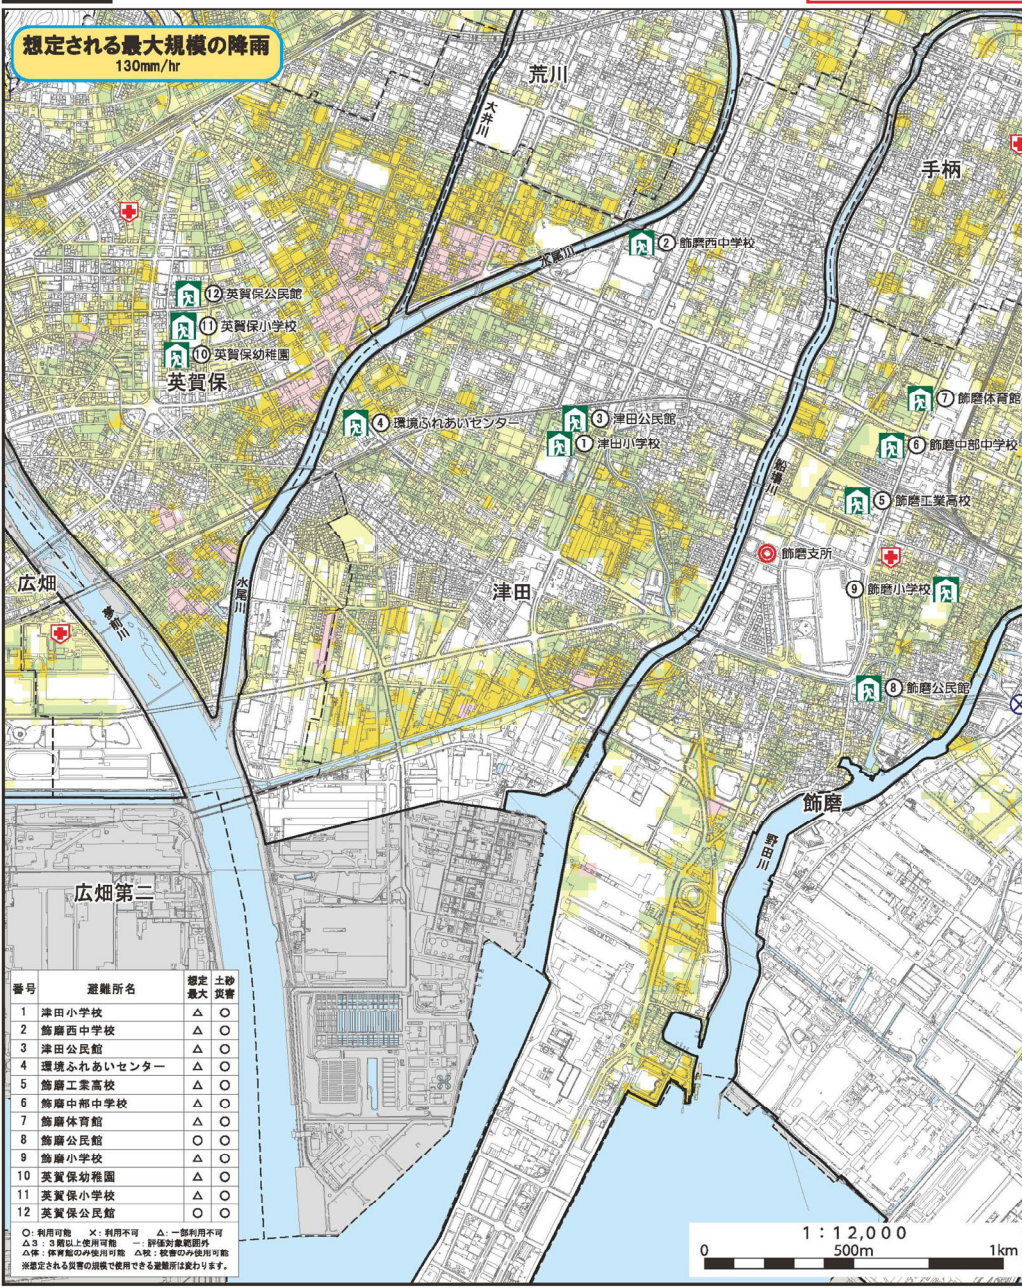 想定される最大規模の降雨
130mm/hr
荒川
大井川
手柄
水尾川
② 飾磨西中学校
⑫ 英賀保公民館
⑪ 英賀保小学校
⑩ 英賀保幼稚園
英賀保
④ 環境ふれあいセンター
③ 津田公民館
① 津田小学校
⑦ 飾磨体育館
⑥ 飾磨中部中学校
⑤ 飾磨工業高校
船場川
飾磨支所
⑨ 飾磨小学校
広畑
夢前川
水尾川
津田
⑧ 飾磨公民館
飾磨
野田川
広畑第二
番号 避難所名 想定最大 土砂災害
1 津田小学校 △ ○
2 飾磨西中学校 △ ○
3 津田公民館 △ ○
4 環境ふれあいセンター △ ○
5 飾磨工業高校 △ ○
6 飾磨中部中学校 △ ○
7 飾磨体育館 △ ○
8 飾磨公民館 ○ ○
9 飾磨小学校 △ ○
10 英賀保幼稚園 △ ○
11 英賀保小学校 △ ○
12 英賀保公民館 ○ ○
○:利用可能 ×:利用不可 △:一部利用不可
△3:3階以上使用可能 －:評価対象範囲外
△体:体育館のみ使用可能 △校:校舎のみ使用可能
※想定される災害の規模で使用できる避難所は変わります。
1:12,000
0 500m 1km